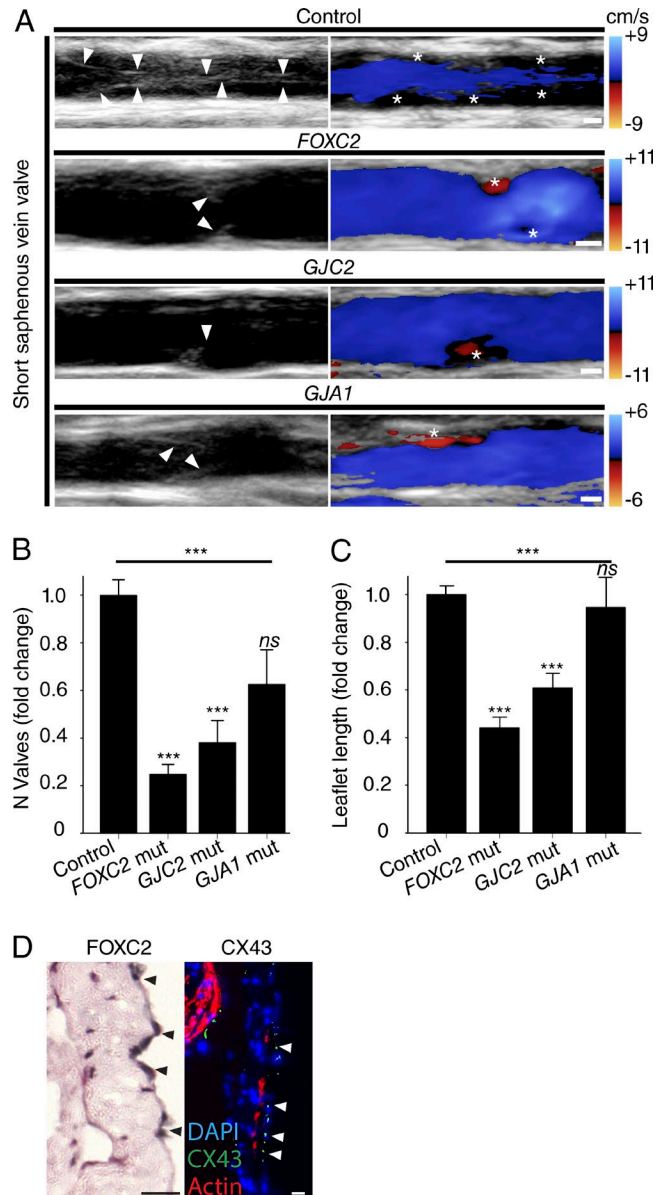 A
Control
cm/s
+9
-9
Short saphenous vein valve
*
*
*
*
*
FOXC2
+11
-11
*
*
GJC2
+11
-11
*
GJA1
+6
-6
*
B
***
N Valves (fold change)
1.0
0.8
0.6
0.4
0.2
0
***
***
ns
Control
FOXC2 mut
GJC2 mut
GJA1 mut
C
***
Leaflet length (fold change)
1.0
0.8
0.6
0.4
0.2
0
***
***
ns
Control
FOXC2 mut
GJC2 mut
GJA1 mut
D
FOXC2
CX43
DAPI
CX43
Actin